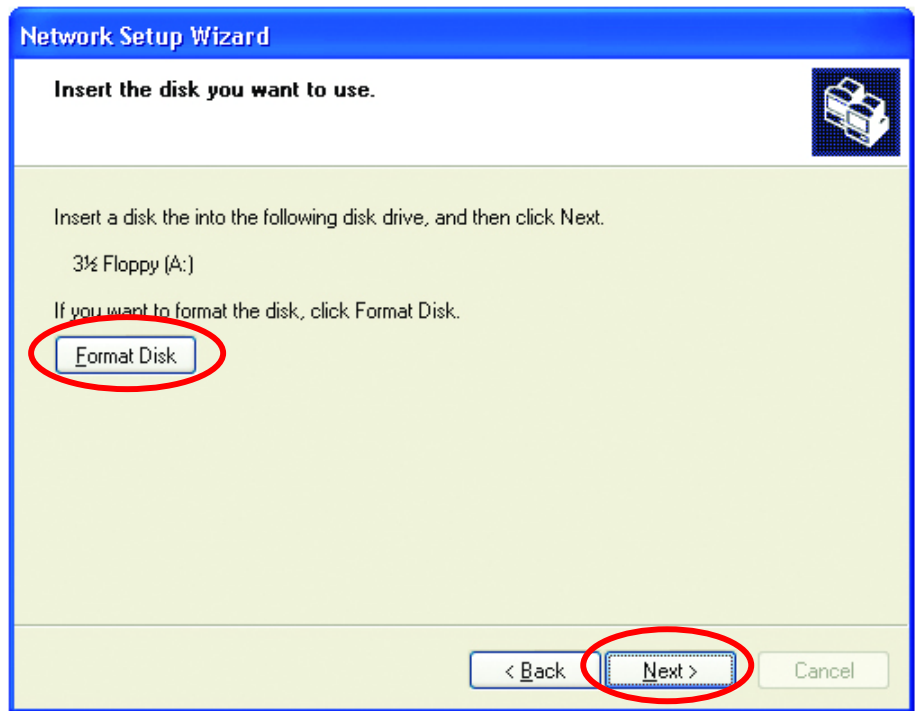 Network Setup Wizard
Insert the disk you want to use.
Insert a disk the into the following disk drive, and then click Next.
3½ Floppy (A:)
If you want to format the disk, click Format Disk.
Format Disk
< Back Next > Cancel